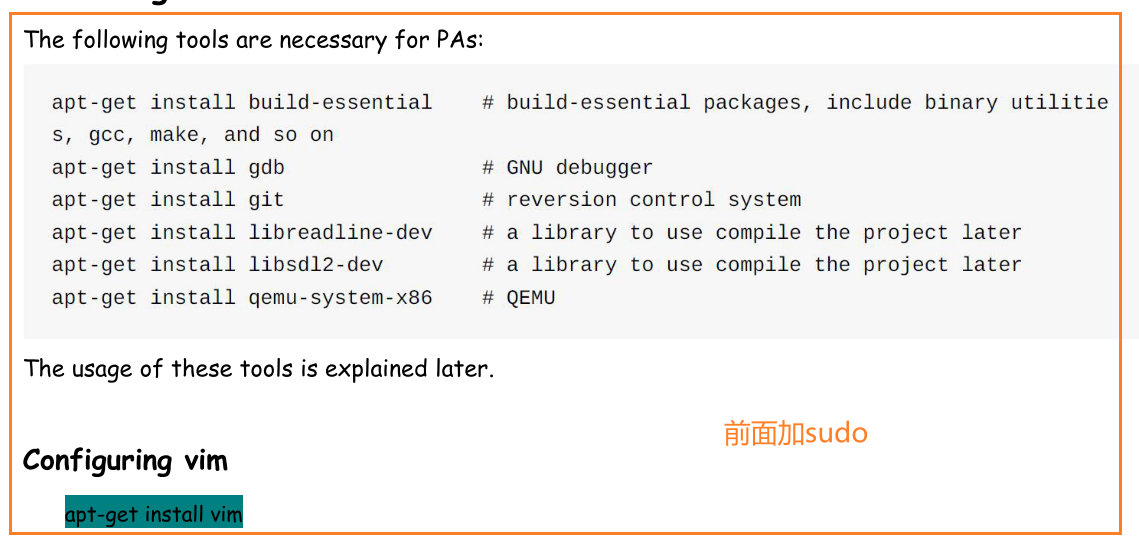 The following tools are necessary for PAs:
apt-get install build-essential    # build-essential packages, include binary utilitie
s, gcc, make, and so on
apt-get install gdb                # GNU debugger
apt-get install git                # reversion control system
apt-get install libreadline-dev    # a library to use compile the project later
apt-get install libsdl2-dev        # a library to use compile the project later
apt-get install qemu-system-x86    # QEMU
The usage of these tools is explained later.
前面加sudo
Configuring vim
apt-get install vim